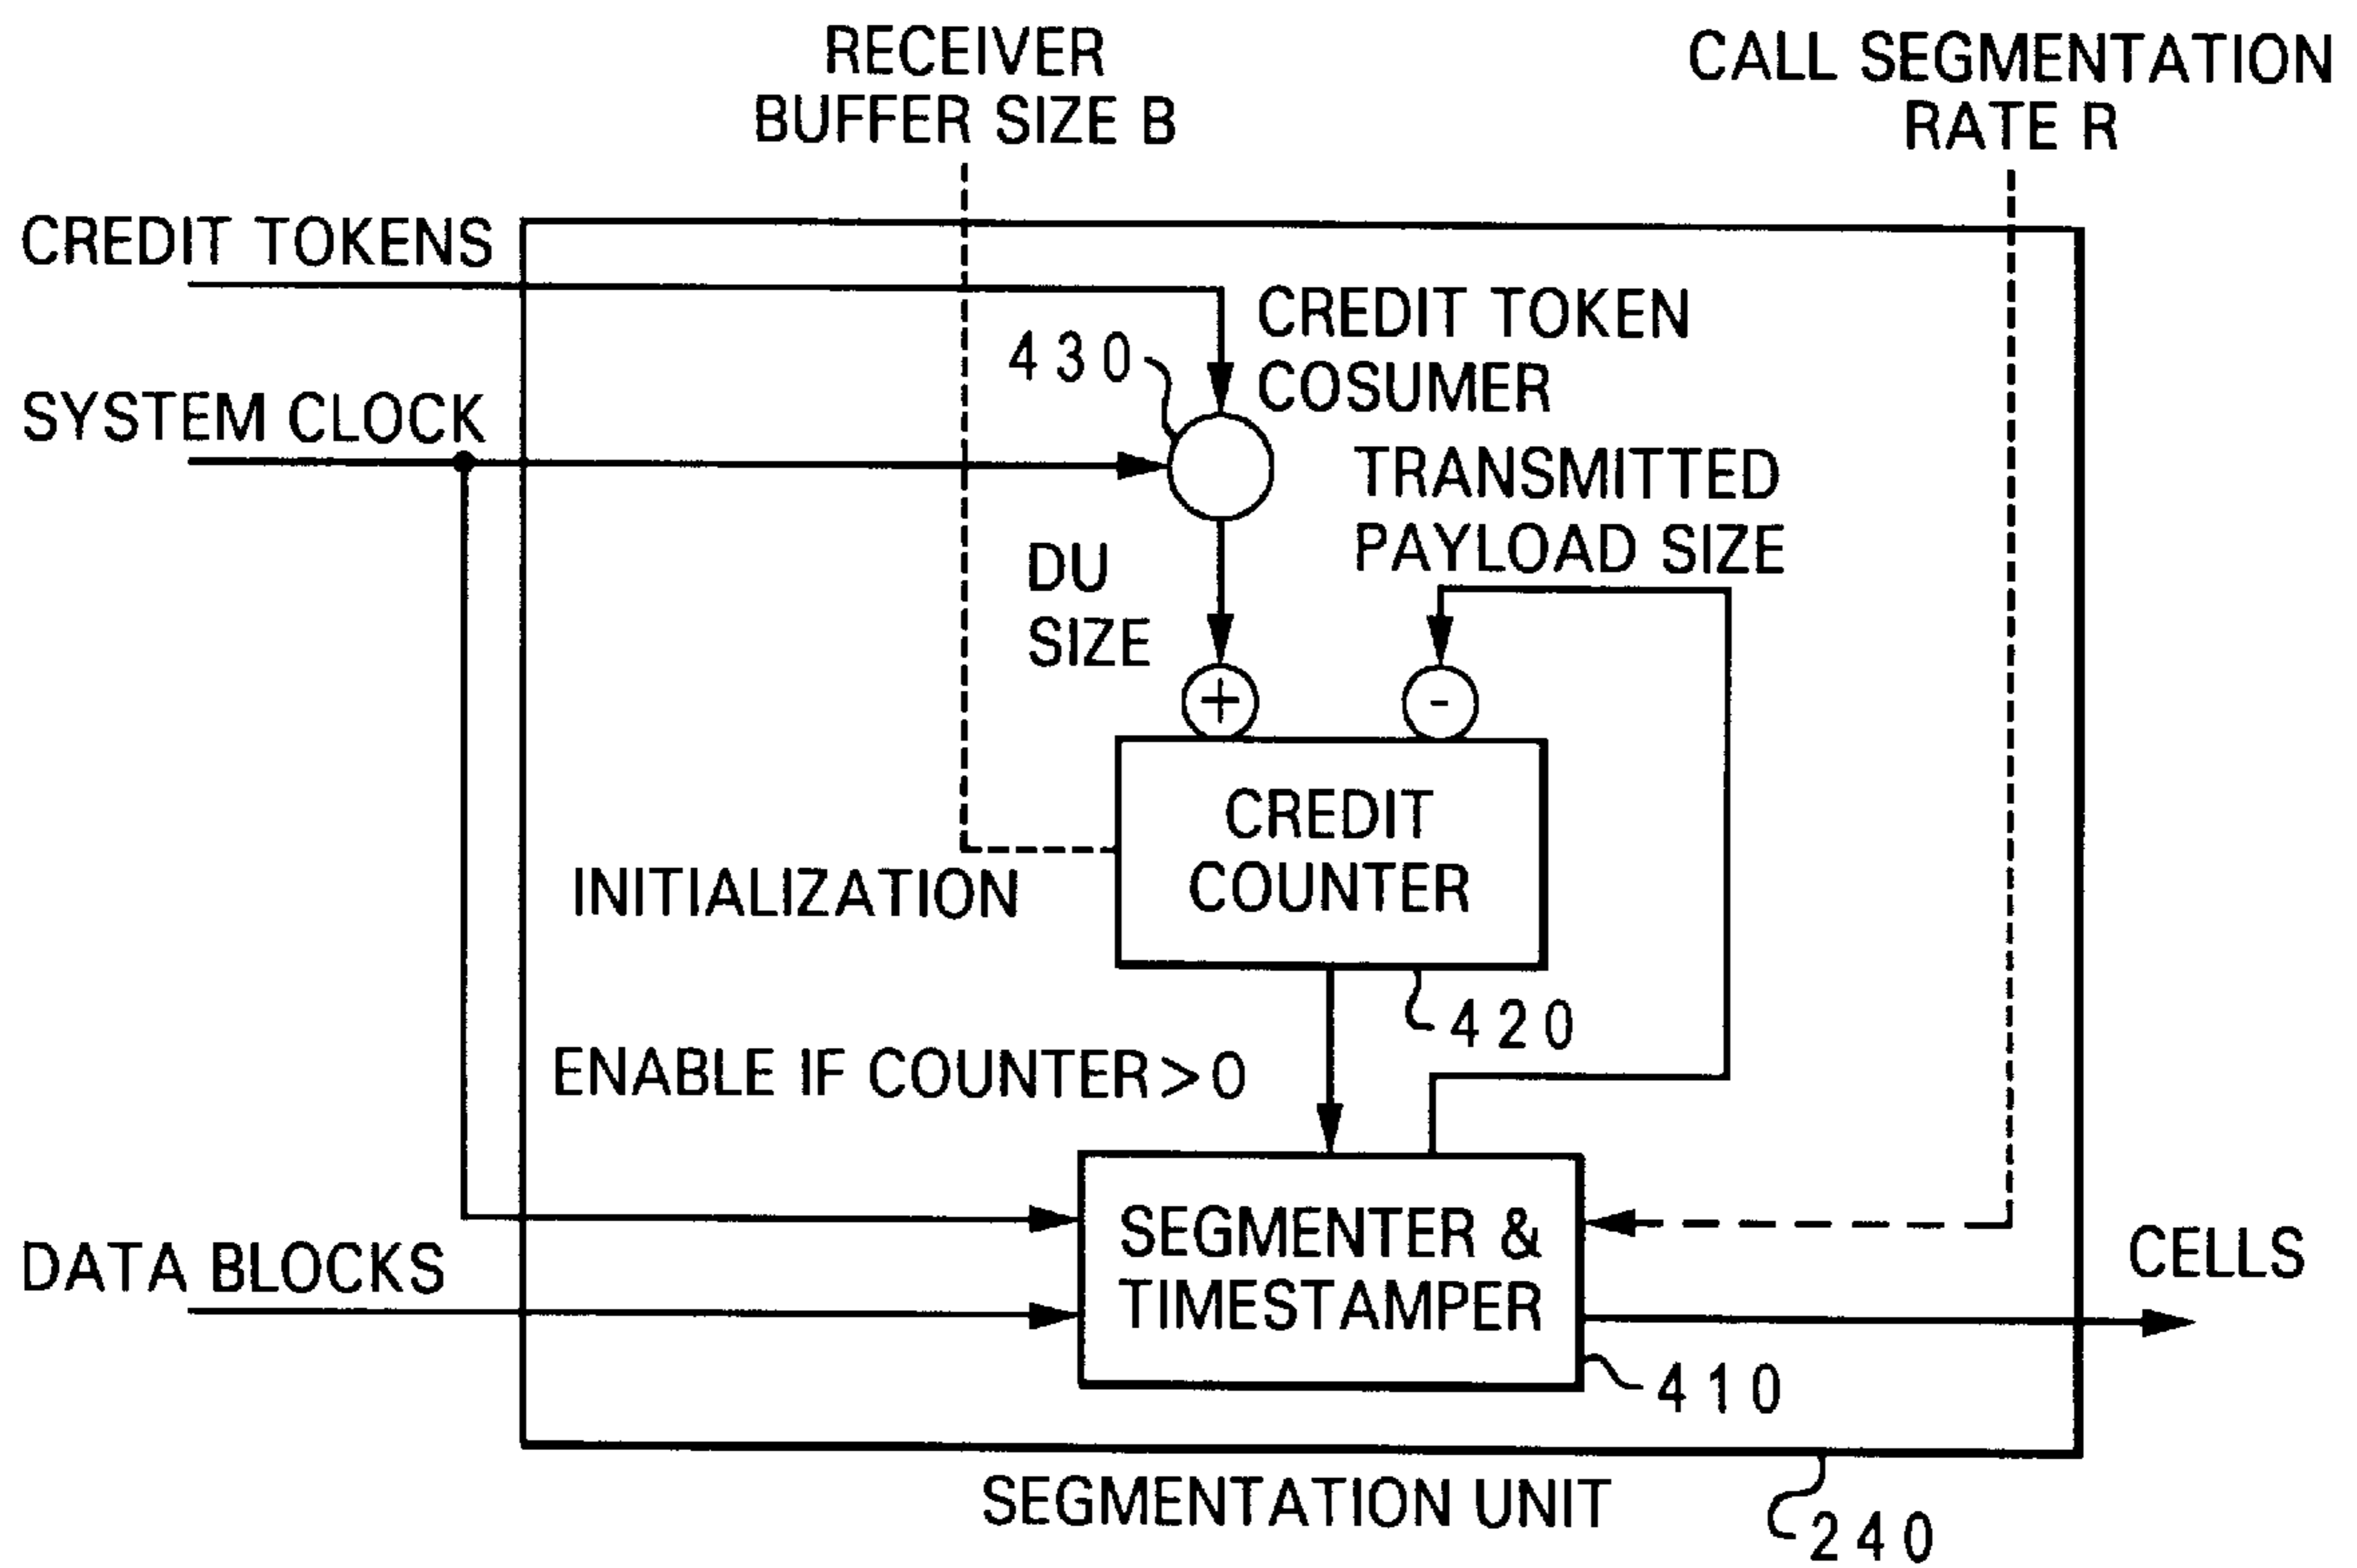 RECEIVER
BUFFER SIZE B
CALL SEGMENTATION
RATE R
CREDIT TOKENS
SYSTEM CLOCK
430
CREDIT TOKEN
COSUMER
TRANSMITTED
PAYLOAD SIZE
DU
SIZE
+
-
CREDIT
COUNTER
INITIALIZATION
420
ENABLE IF COUNTER>0
DATA BLOCKS
SEGMENTER &
TIMESTAMPER
CELLS
410
SEGMENTATION UNIT
240